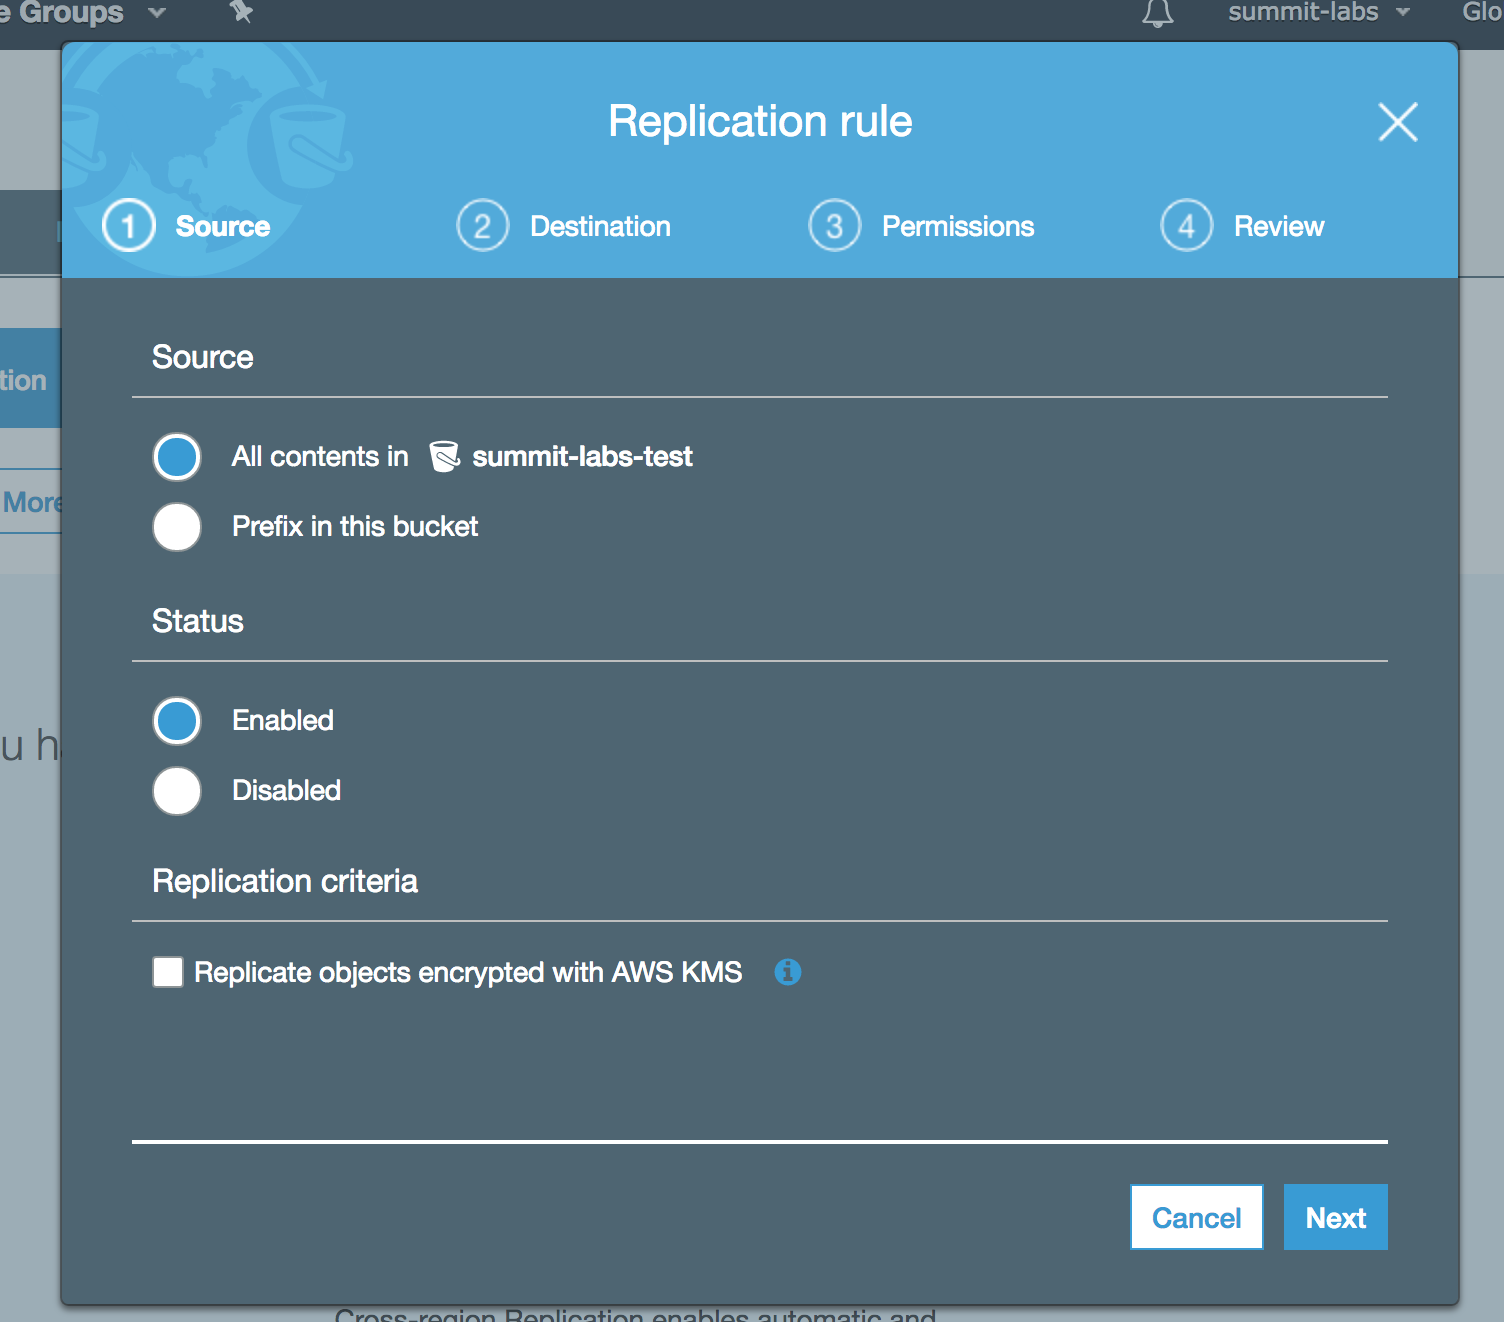 Groups
summit-labs
Replication rule
1 Source 2 Destination 3 Permissions 4 Review
Source
All contents in summit-labs-test
Prefix in this bucket
More
Status
Enabled
Disabled
Replication criteria
Replicate objects encrypted with AWS KMS
Cancel Next
Cross-region Replication enables automatic and